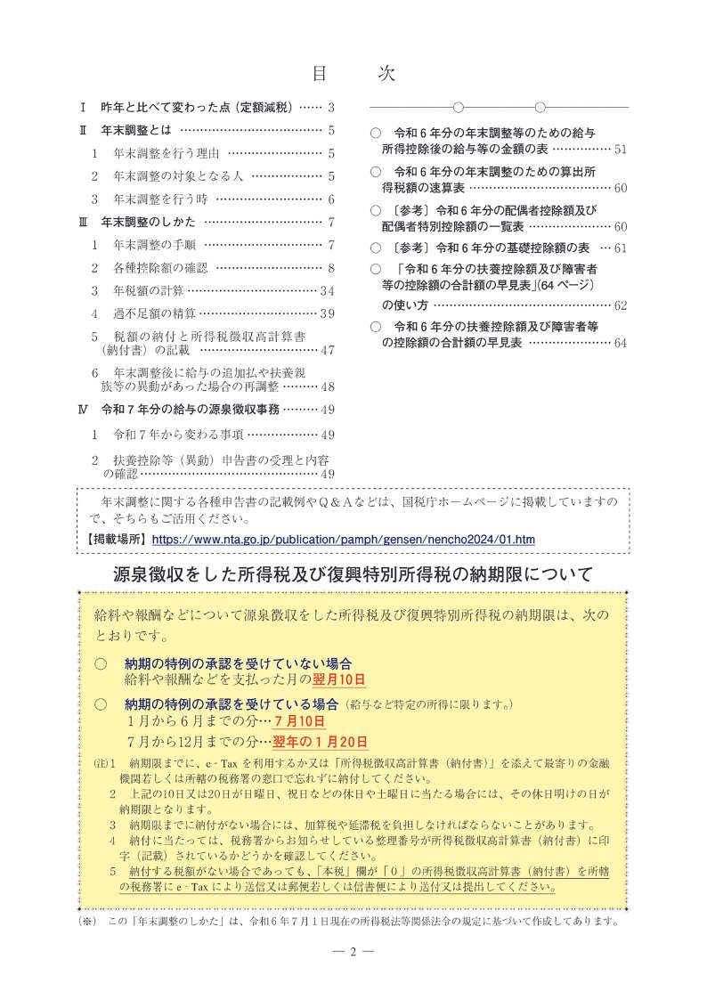 目　　次
Ⅰ　昨年と比べて変わった点（定額減税）…… 3
Ⅱ　年末調整とは ………………………… 5
1　年末調整を行う理由 …………………… 5
2　年末調整の対象となる人 ……………… 5
3　年末調整を行う時 ……………………… 6
Ⅲ　年末調整のしかた ……………………… 7
1　年末調整の手順 ………………………… 7
2　各種控除額の確認 ……………………… 8
3　年税額の計算……………………………34
4　過不足額の精算…………………………39
5　税額の納付と所得税徴収高計算書
（納付書）の記載 …………………………47
6　年末調整後に給与の追加払や扶養親
族等の異動があった場合の再調整………48
Ⅳ　令和７年分の給与の源泉徴収事務………49
1　令和７年から変わる事項………………49
2　扶養控除等（異動）申告書の受理と内容
の確認………………………………………49
○　令和６年分の年末調整等のための給与
所得控除後の給与等の金額の表……………51
○　令和６年分の年末調整のための算出所
得税額の速算表………………………………60
○　〔参考〕令和６年分の配偶者控除額及び
配偶者特別控除額の一覧表…………………60
○　〔参考〕令和６年分の基礎控除額の表　…61
○　「令和６年分の扶養控除額及び障害者
等の控除額の合計額の早見表」（64 ページ）
の使い方………………………………………62
○　令和６年分の扶養控除額及び障害者等
の控除額の合計額の早見表 …………………64
年末調整に関する各種申告書の記載例やＱ＆Ａなどは、国税庁ホームページに掲載していますの
で、そちらもご活用ください。
【掲載場所】https://www.nta.go.jp/publication/pamph/gensen/nencho2024/01.htm
源泉徴収をした所得税及び復興特別所得税の納期限について
給料や報酬などについて源泉徴収をした所得税及び復興特別所得税の納期限は、次の
とおりです。
○　納期の特例の承認を受けていない場合
給料や報酬などを支払った月の翌月10日
○　納期の特例の承認を受けている場合（給与など特定の所得に限ります。）
１月から６月までの分…７月10日
７月から12月までの分…翌年の１月20日
（注）１　納期限までに、e‐Tax を利用するか又は「所得税徴収高計算書（納付書）」を添えて最寄りの金融
機関若しくは所轄の税務署の窓口で忘れずに納付してください。
２　上記の10日又は20日が日曜日、祝日などの休日や土曜日に当たる場合には、その休日明けの日が
納期限となります。
３　納期限までに納付がない場合には、加算税や延滞税を負担しなければならないことがあります。
４　納付に当たっては、税務署からお知らせしている整理番号が所得税徴収高計算書（納付書）に印
字（記載）されているかどうかを確認してください。
５　納付する税額がない場合であっても、「本税」欄が「０」の所得税徴収高計算書（納付書）を所轄
の税務署に e‐Tax により送信又は郵便若しくは信書便により送付又は提出してください。
（※）　この「年末調整のしかた」は、令和６年７月１日現在の所得税法等関係法令の規定に基づいて作成してあります。
― 2 ―